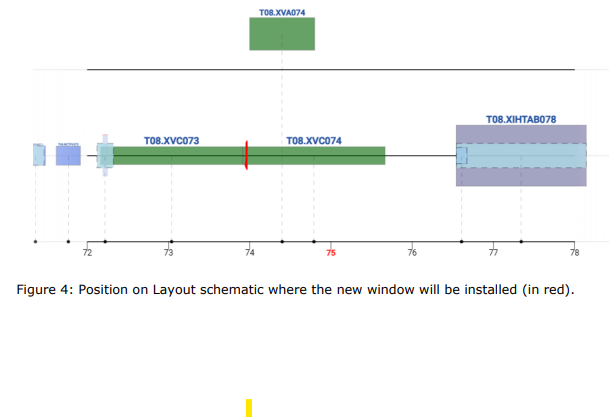 T08.XVA074
T08.XVC073 T08.XVC074 T08.XIHTAB078
72 73 74 75 76 77 78
Figure 4: Position on Layout schematic where the new window will be installed (in red).